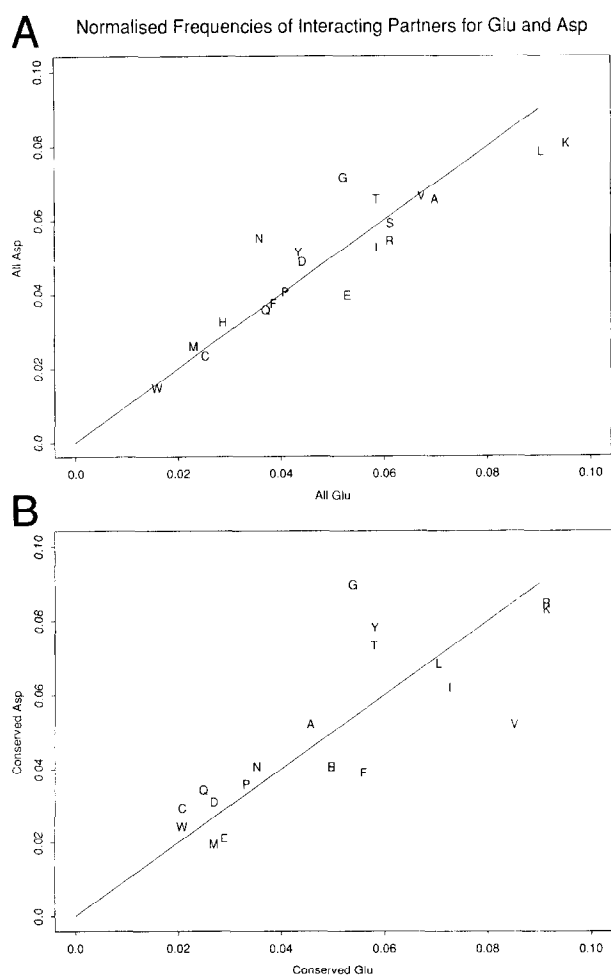 A
Normalised Frequencies of Interacting Partners for Glu and Asp
0.10
0.08
0.06
0.04
0.02
0.0
All Asp
K
L
G
V
T
A
S
N
R
I
Y
D
P
E
F
Q
H
M
C
W
0.0
0.02
0.04
0.06
0.08
0.10
All Glu
B
0.10
0.08
0.06
0.04
0.02
0.0
Conserved Asp
G
R
K
Y
T
L
I
A
V
N
F
P
Q
D
C
W
E
M
0.0
0.02
0.04
0.06
0.08
0.10
Conserved Glu